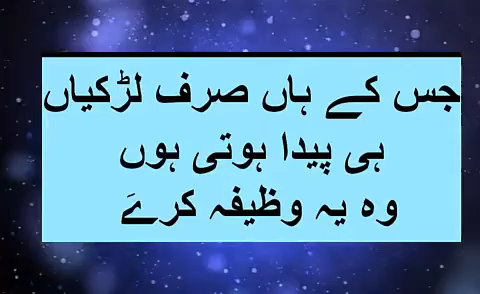 جس کے ہاں صرف لڑکیاں
ہی پیدا ہوتی ہوں
وہ یہ وظیفہ کرےَ